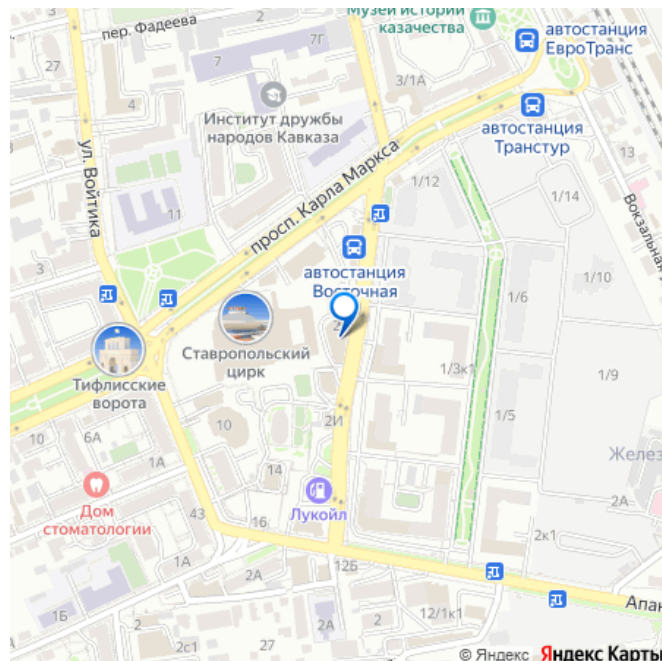 пер. Фадеева
Музей истории
казачества
автостанция
ЕвроТранс
27
4
7
7Г
3/1А
Институт дружбы
народов Кавказа
автостанция
Транстур
ул. Войтика
просп. Карла Маркса
13
1/12
1/14
Вокзальная
11
3
автостанция
Восточная
1/10
1/6
2
Ставропольский
цирк
Тифлисские
ворота
1/3к1
1/9
1/5
10
6А
10
2И
1А
14
Желез
Дом
стоматологии
43
Лукойл
2А
16
2к1
1А
2А
12Б
1Б
Апан
12/1к1
2
2с1
27
27
© Яндекс Яндекс Карты